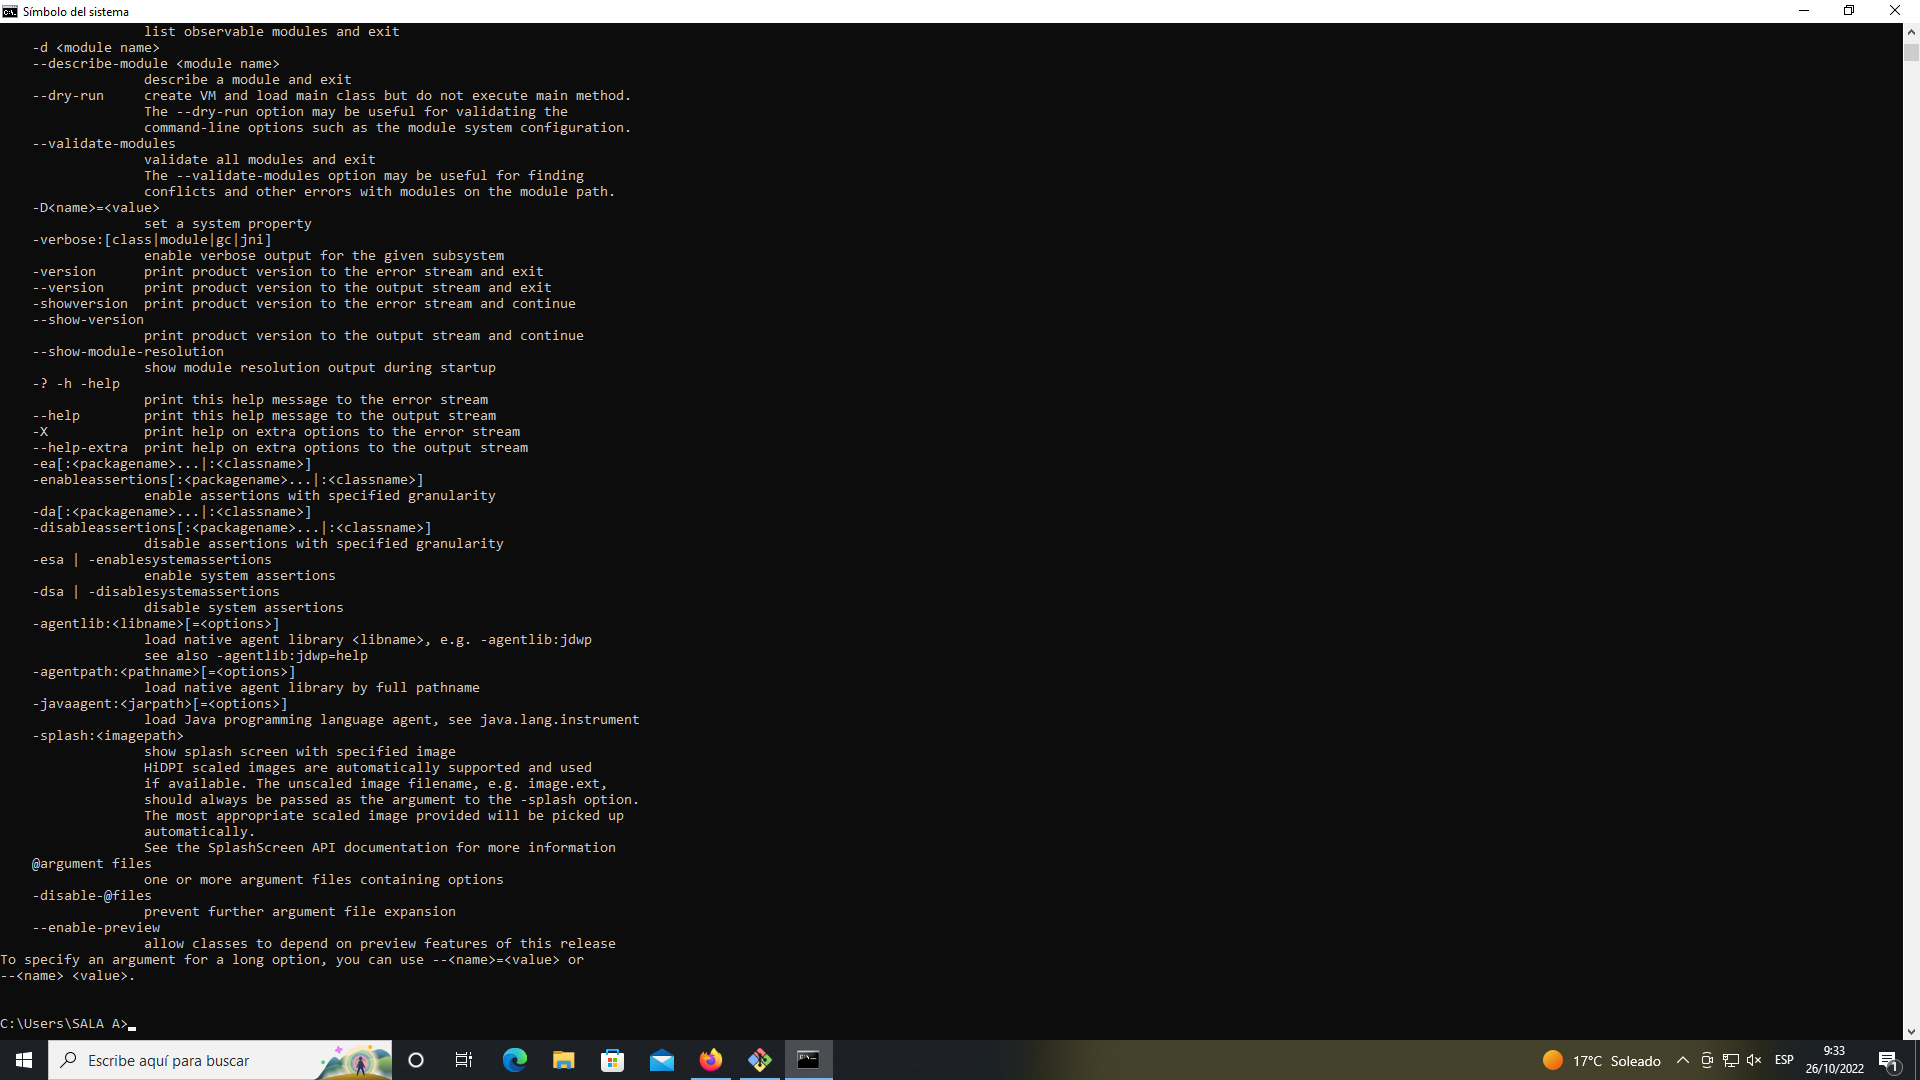 Símbolo del sistema
list observable modules and exit
-d <module name>
--describe-module <module name>
describe a module and exit
--dry-run create VM and load main class but do not execute main method.
The --dry-run option may be useful for validating the
command-line options such as the module system configuration.
--validate-modules
validate all modules and exit
The --validate-modules option may be useful for finding
conflicts and other errors with modules on the module path.
-D<name>=<value>
set a system property
-verbose:[class|module|gc|jni]
enable verbose output for the given subsystem
-version print product version to the error stream and exit
--version print product version to the output stream and exit
-showversion print product version to the error stream and continue
--show-version
print product version to the output stream and continue
--show-module-resolution
show module resolution output during startup
-? -h -help
print this help message to the error stream
--help print this help message to the output stream
-X print help on extra options to the error stream
--help-extra print help on extra options to the output stream
-ea[:<packagename>...|:<classname>]
-enableassertions[:<packagename>...|:<classname>]
enable assertions with specified granularity
-da[:<packagename>...|:<classname>]
-disableassertions[:<packagename>...|:<classname>]
disable assertions with specified granularity
-esa | -enablesystemassertions
enable system assertions
-dsa | -disablesystemassertions
disable system assertions
-agentlib:<libname>[=<options>]
load native agent library <libname>, e.g. -agentlib:jdwp
see also -agentlib:jdwp=help
-agentpath:<pathname>[=<options>]
load native agent library by full pathname
-javaagent:<jarpath>[=<options>]
load Java programming language agent, see java.lang.instrument
-splash:<imagepath>
show splash screen with specified image
HiDPI scaled images are automatically supported and used
if available. The unscaled image filename, e.g. image.ext,
should always be passed as the argument to the -splash option.
The most appropriate scaled image provided will be picked up
automatically.
See the SplashScreen API documentation for more information
@argument files
one or more argument files containing options
-disable-@files
prevent further argument file expansion
--enable-preview
allow classes to depend on preview features of this release
To specify an argument for a long option, you can use --<name>=<value> or
--<name> <value>.
C:\Users\SALA A>
Escribe aquí para buscar
17°C Soleado
ESP
9:33
26/10/2022
1